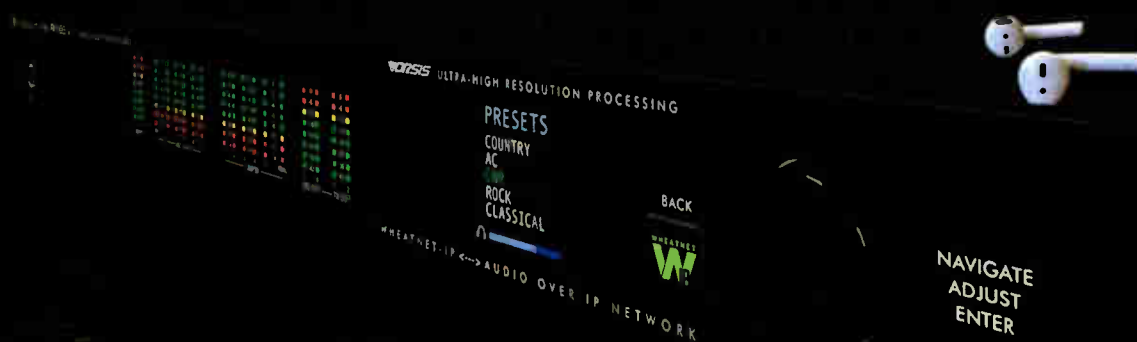 VORSIS ULTRA-HIGH RESOLUTION PROCESSING
PRESETS
COUNTRY
AC
ROCK
CLASSICAL
BACK
WHEATNET
WHEATNET-IP<--->AUDIO OVER IP NETWORK
NAVIGATE
ADJUST
ENTER